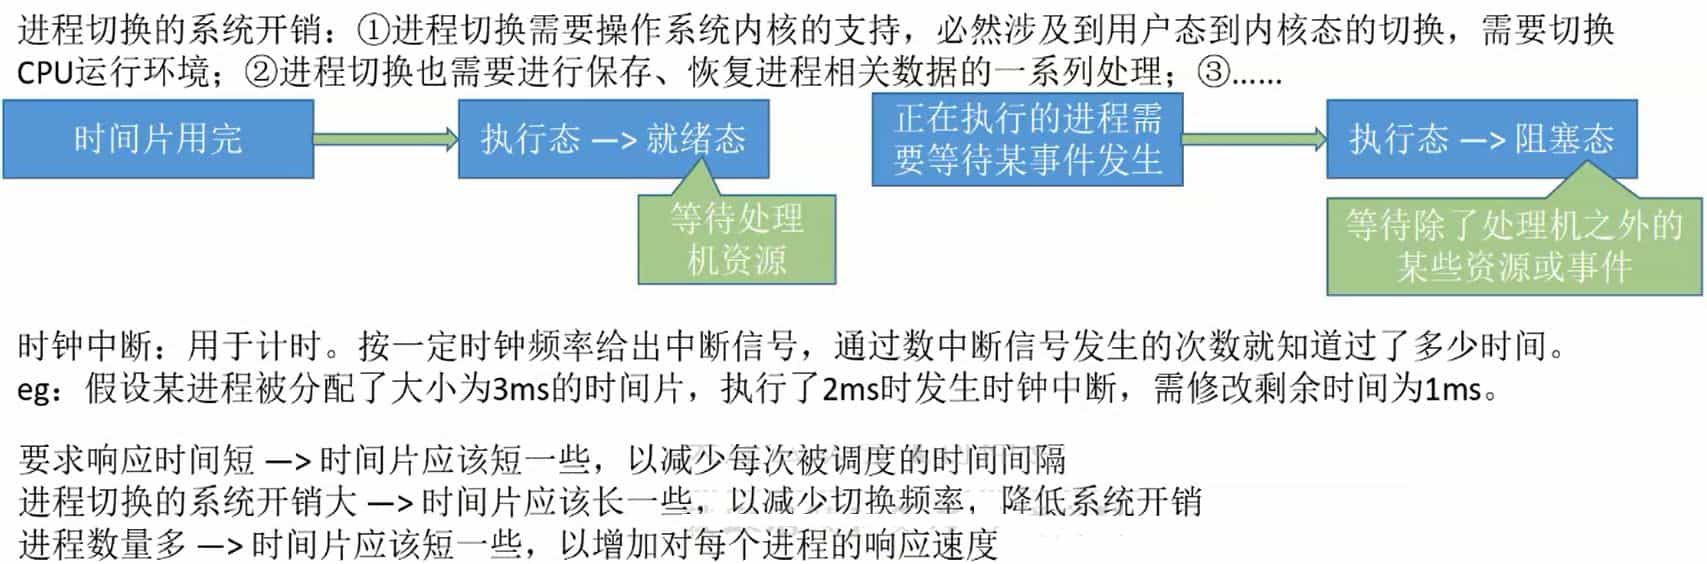 进程切换的系统开销：①进程切换需要操作系统内核的支持，必然涉及到用户态到内核态的切换，需要切换
CPU运行环境；②进程切换也需要进行保存、恢复进程相关数据的一系列处理；③......
时间片用完
执行态 —> 就绪态
等待处理
机资源
正在执行的进程需
要等待某事件发生
执行态 —> 阻塞态
等待除了处理机之外的
某些资源或事件
时钟中断：用于计时。按一定时钟频率给出中断信号，通过数中断信号发生的次数就知道过了多少时间。
eg：假设某进程被分配了大小为3ms的时间片，执行了2ms时发生时钟中断，需修改剩余时间为1ms。
要求响应时间短 —> 时间片应该短一些，以减少每次被调度的时间间隔
进程切换的系统开销大 —> 时间片应该长一些，以减少切换频率，降低系统开销
进程数量多 —> 时间片应该短一些，以增加对每个进程的响应速度